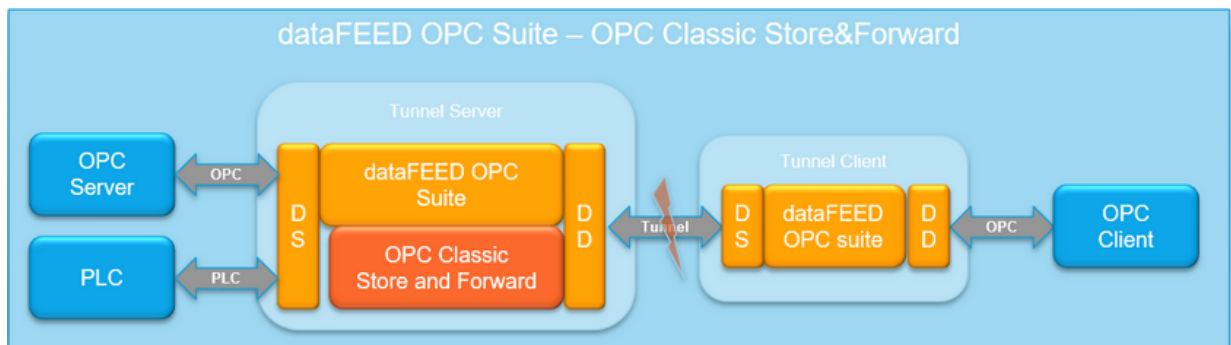 dataFEED OPC Suite – OPC Classic Store&Forward
Tunnel Server
OPC
Server
OPC
PLC
PLC
D
S
dataFEED OPC
Suite
OPC Classic
Store and Forward
D
D
Tunnel
Tunnel Client
D
S
dataFEED
OPC suite
D
D
OPC
OPC
Client